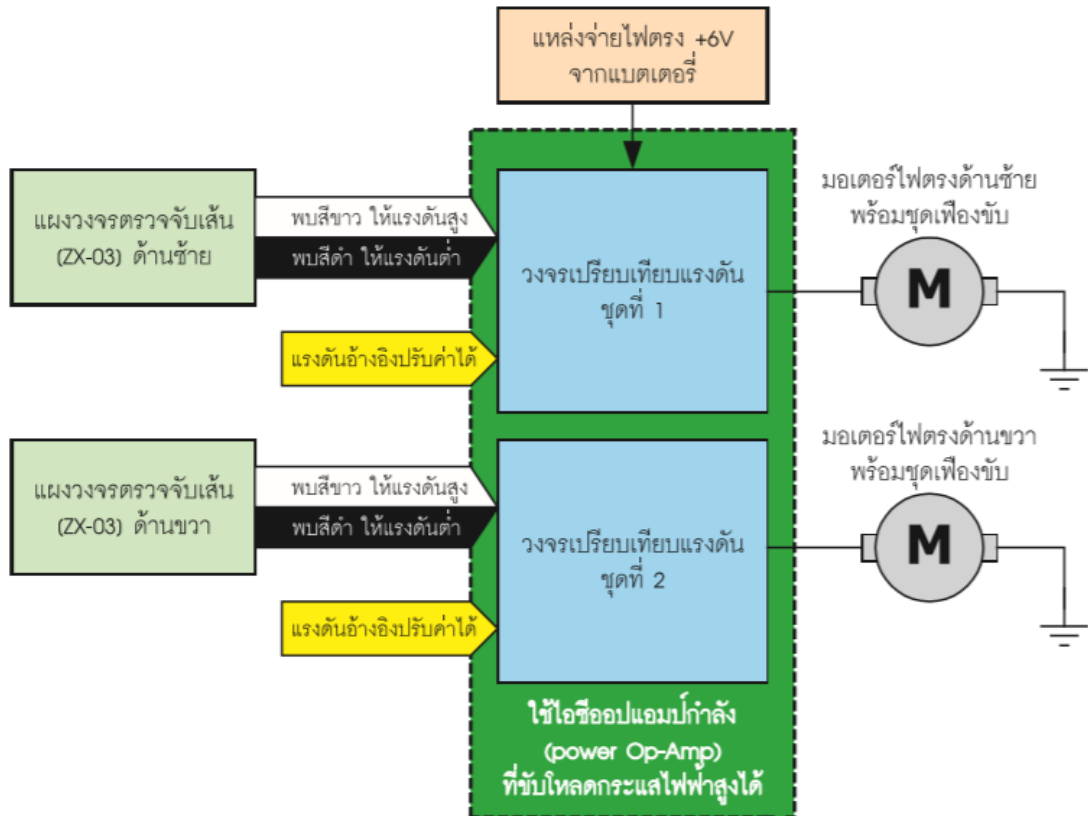 แหล่งจ่ายไฟตรง +6V
จากแบตเตอรี่
แผงวงจรตรวจจับเส้น
(ZX-03) ด้านซ้าย
พบสีขาว ให้แรงดันสูง
พบสีดำ ให้แรงดันต่ำ
แรงดันอ้างอิงปรับค่าได้
วงจรเปรียบเทียบแรงดัน
ชุดที่ 1
มอเตอร์ไฟตรงด้านซ้าย
พร้อมชุดเฟืองขับ
M
แผงวงจรตรวจจับเส้น
(ZX-03) ด้านขวา
พบสีขาว ให้แรงดันสูง
พบสีดำ ให้แรงดันต่ำ
แรงดันอ้างอิงปรับค่าได้
วงจรเปรียบเทียบแรงดัน
ชุดที่ 2
มอเตอร์ไฟตรงด้านขวา
พร้อมชุดเฟืองขับ
M
ใช้ไอซีออปแอมป์กำลัง
(power Op-Amp)
ที่ขับโหลดกระแสไฟฟ้าสูงได้